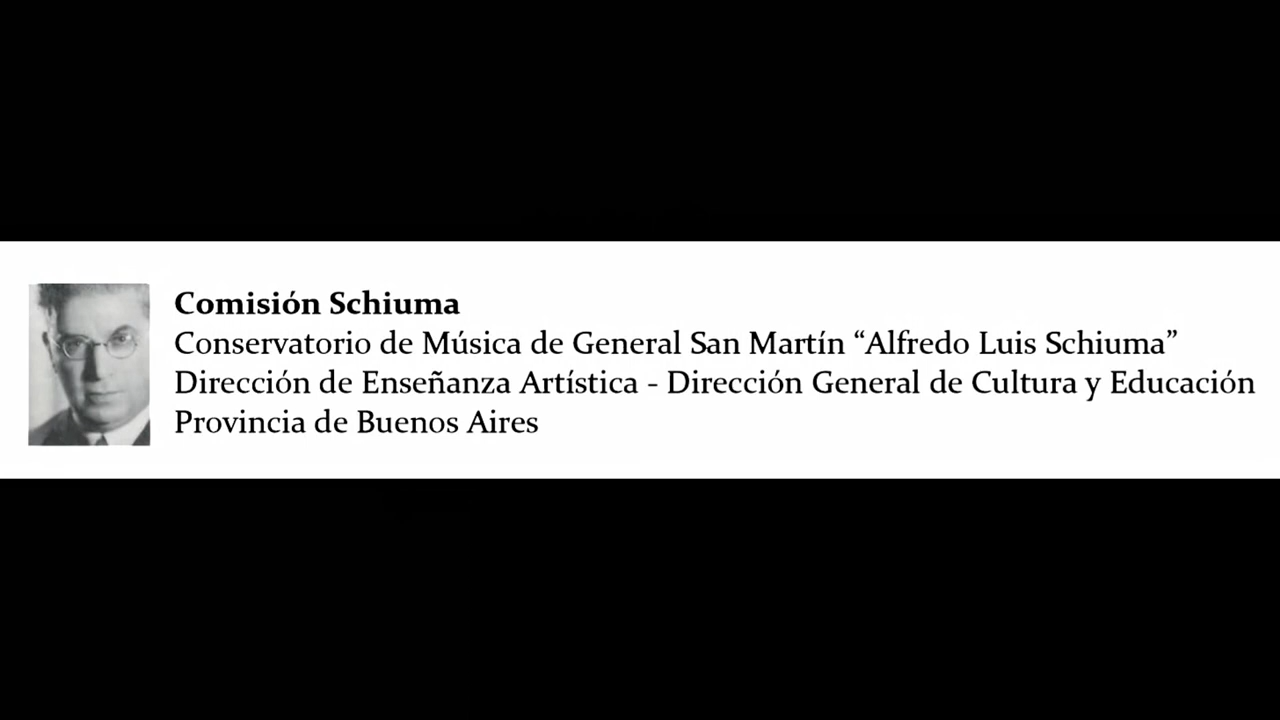 Comisión Schiuma
Conservatorio de Música de General San Martín “Alfredo Luis Schiuma”
Dirección de Enseñanza Artística - Dirección General de Cultura y Educación
Provincia de Buenos Aires